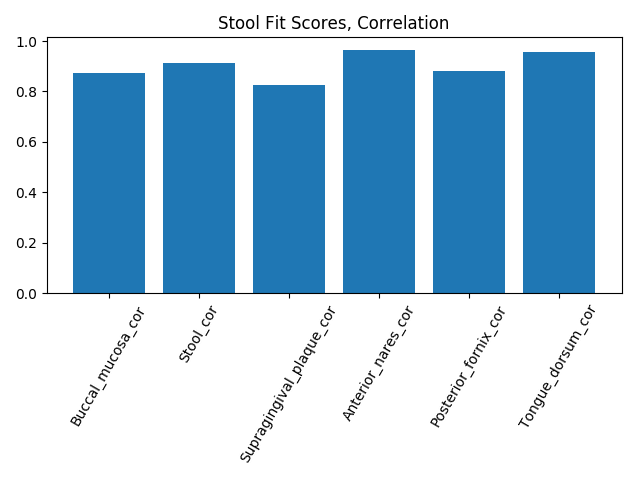 Stool Fit Scores, Correlation
1.0
0.8
0.6
0.4
0.2
0.0
Buccal_mucosa_cor
Stool_cor
Supragingival_plaque_cor
Anterior_nares_cor
Posterior_fornix_cor
Tongue_dorsum_cor